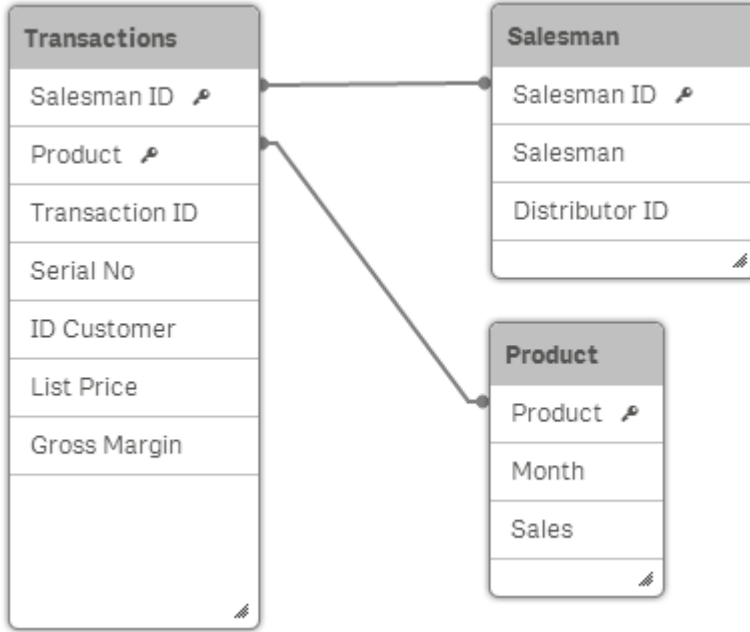 Transactions
Salesman ID
Product
Transaction ID
Serial No
ID Customer
List Price
Gross Margin
Salesman
Salesman ID
Salesman
Distributor ID
Product
Product
Month
Sales